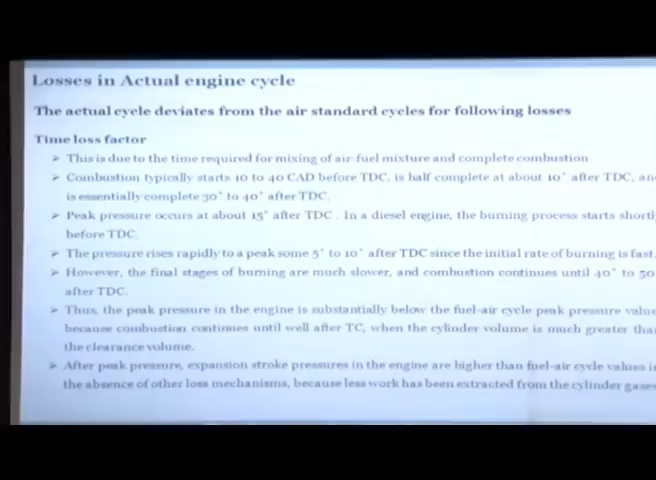 Losses in Actual engine cycle
The actual cycle deviates from the air standard cycles for following losses
Time loss factor
➢ This is due to the time required for mixing of air-fuel mixture and complete combustion
➢ Combustion typically starts 10 to 40 CAD before TDC, is half complete at about 10° after TDC, an
is essentially complete 30° to 40° after TDC.
➢ Peak pressure occurs at about 15° after TDC . In a diesel engine, the burning process starts shortl
before TDC.
➢ The pressure rises rapidly to a peak some 5° to 10° after TDC since the initial rate of burning is fast.
➢ However, the final stages of burning are much slower, and combustion continues until 40° to 50
after TDC.
➢ Thus, the peak pressure in the engine is substantially below the fuel-air cycle peak pressure value
because combustion continues until well after TC, when the cylinder volume is much greater tha
the clearance volume.
➢ After peak pressure, expansion stroke pressures in the engine are higher than fuel-air cycle values i
the absence of other loss mechanisms, because less work has been extracted from the cylinder gases